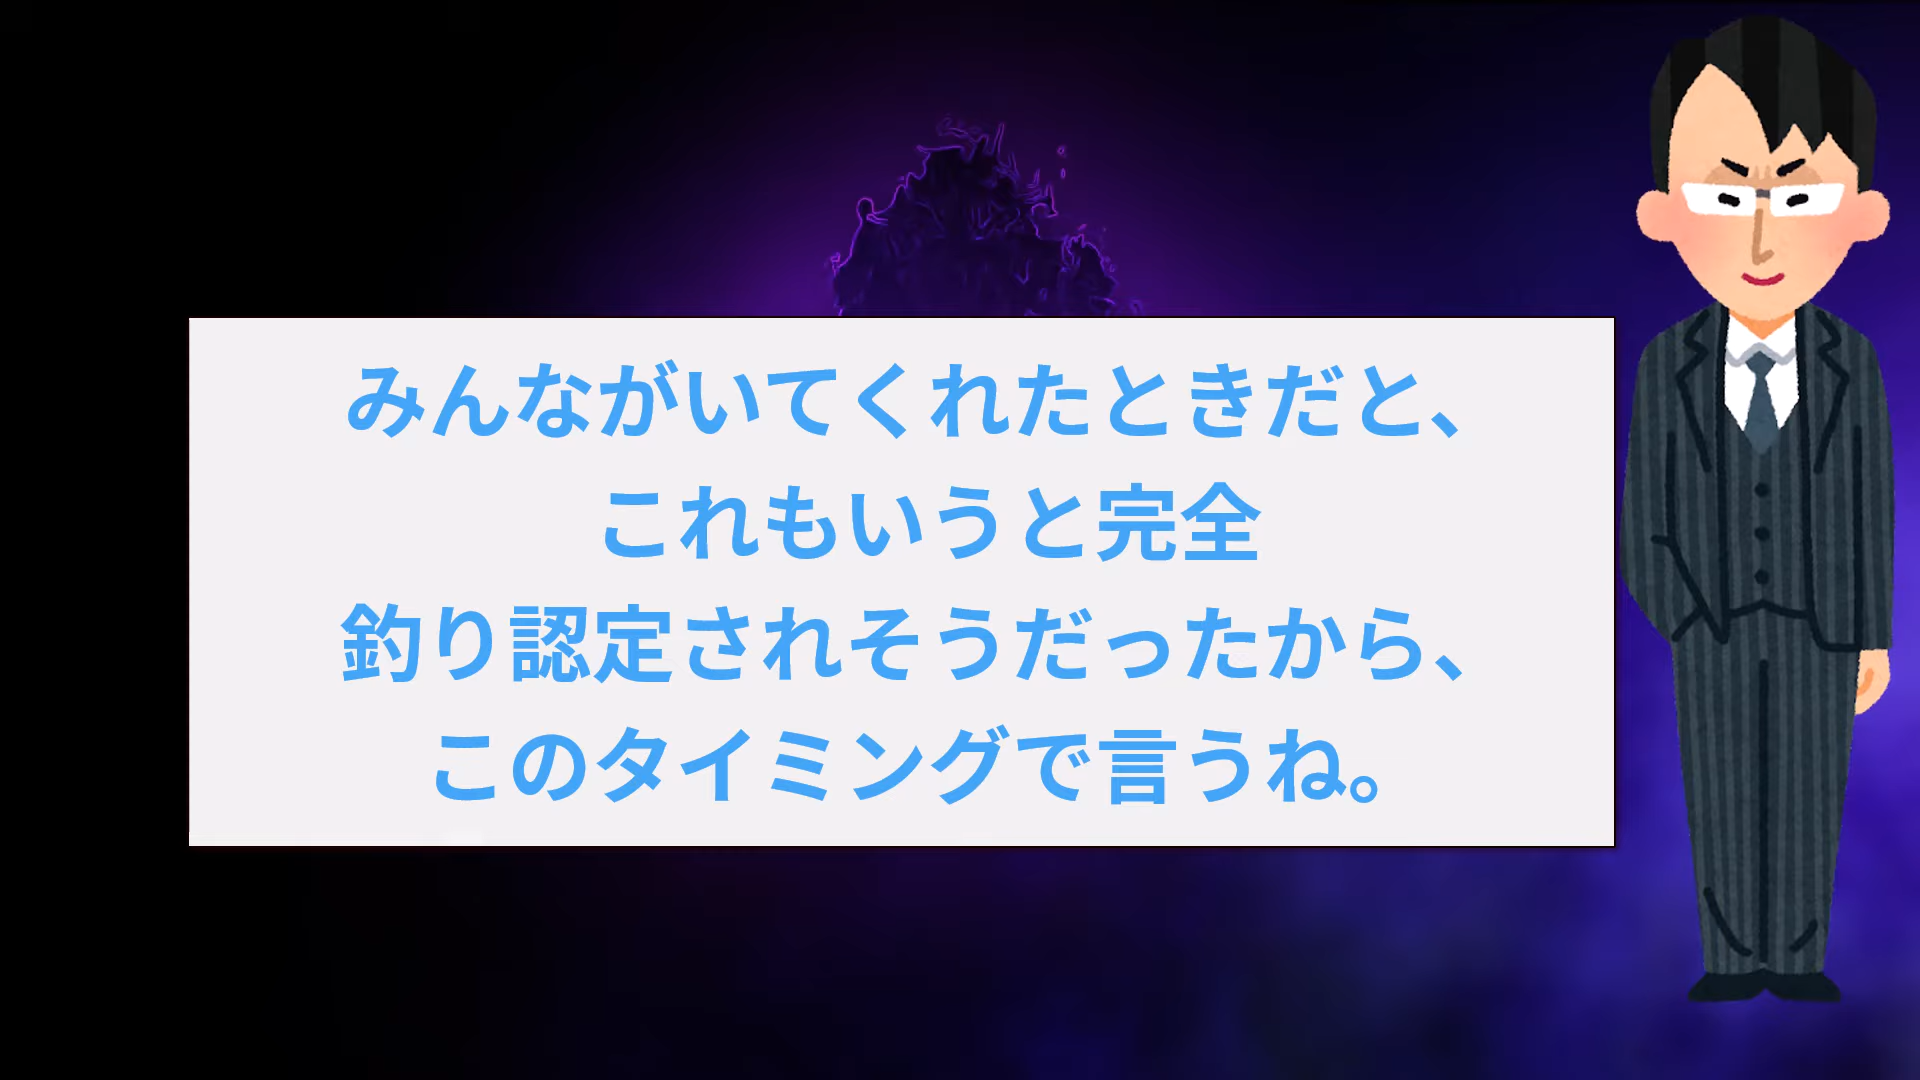 みんながいてくれたときだと、
これもいうと完全
釣り認定されそうだったから、
このタイミングで言うね。